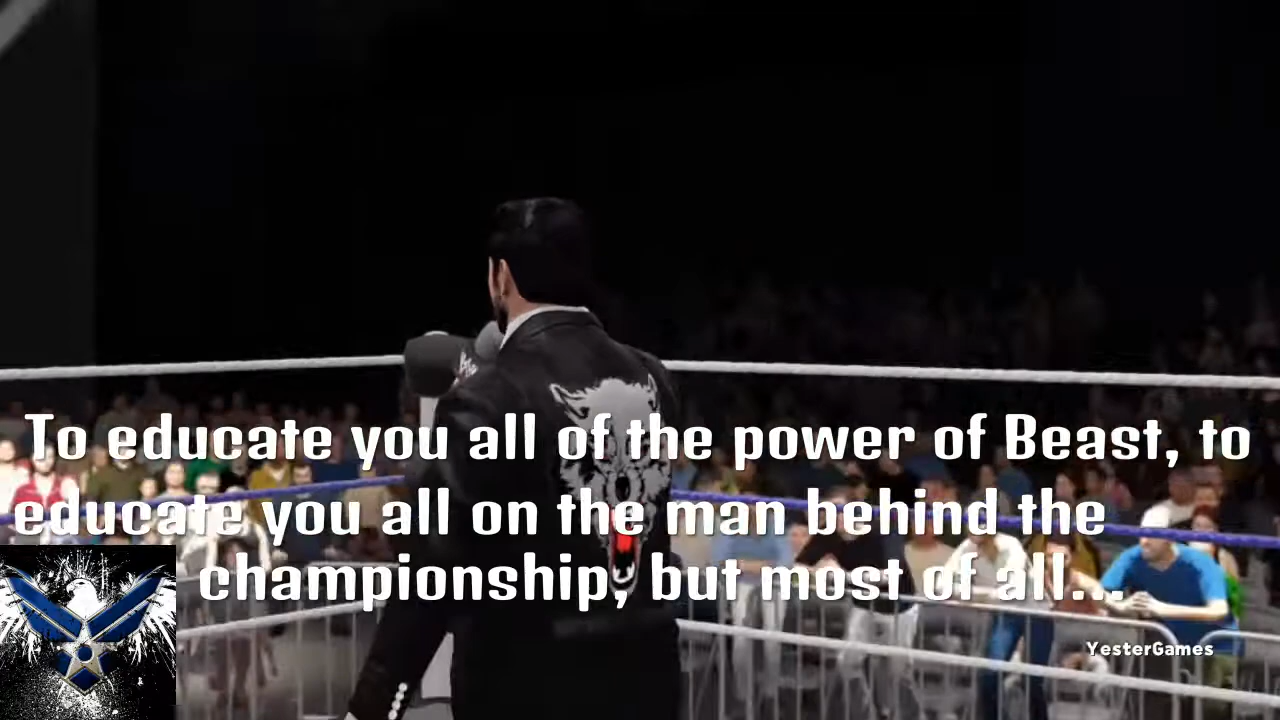 To educate you all of the power of Beast, to
educate you all on the man behind the
championship, but most of all...
YesterGames